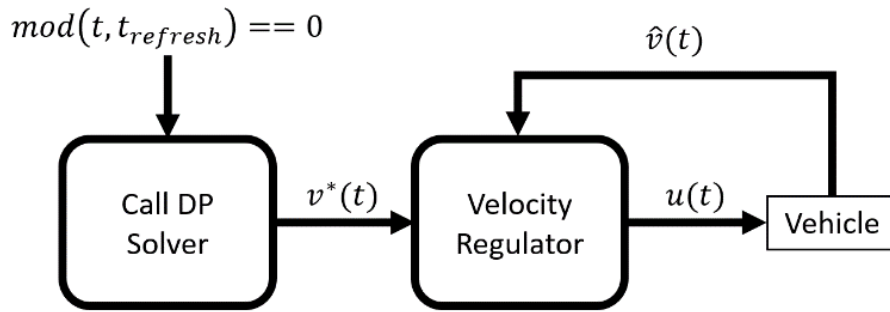 mod(t, t_refresh) == 0
v̂(t)
Call DP
Solver
v*(t)
Velocity
Regulator
u(t)
Vehicle